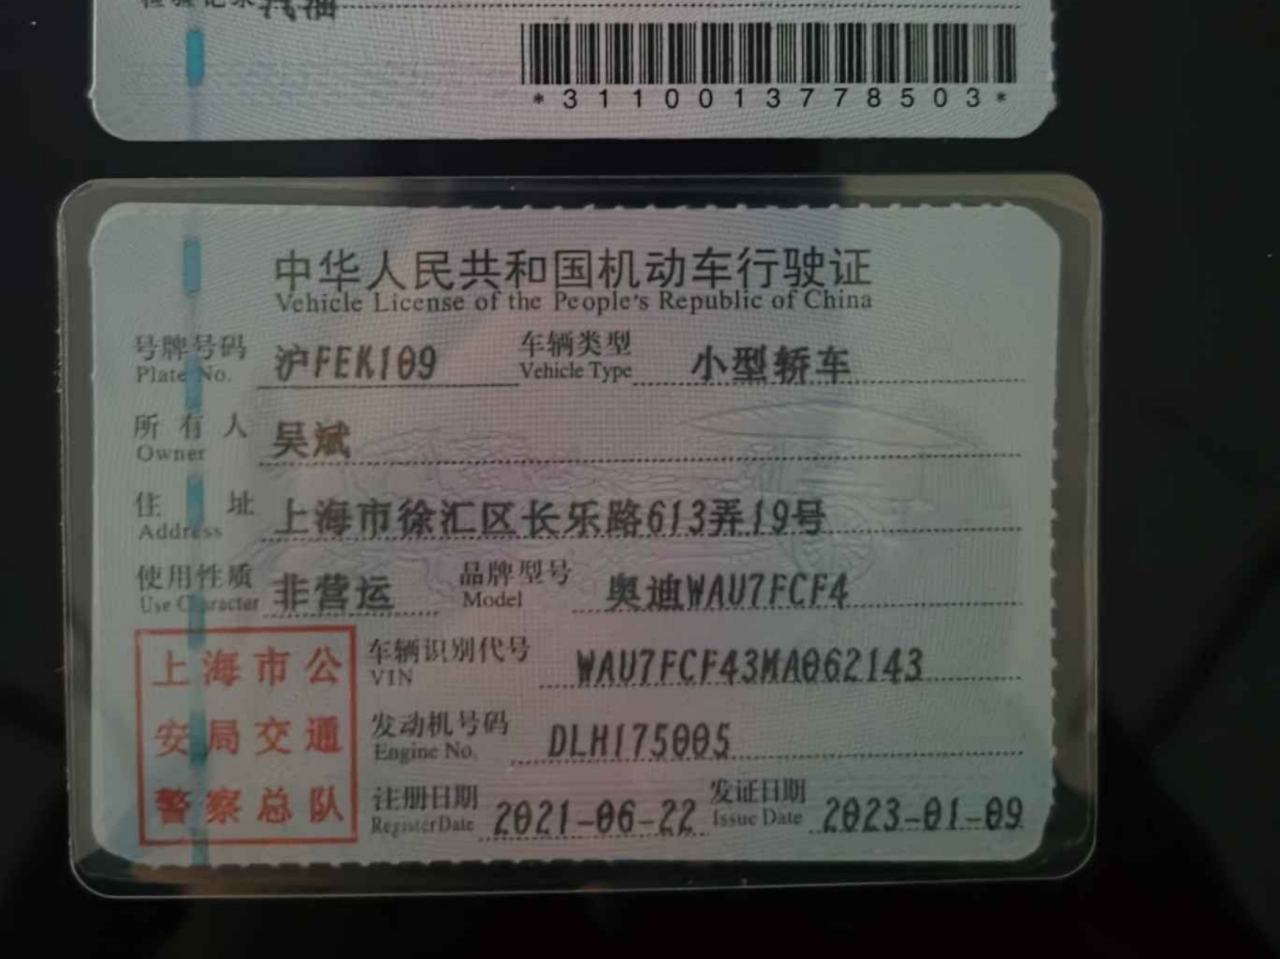 检验记录 汽油
*3110013778503*
中华人民共和国机动车行驶证
Vehicle License of the People's Republic of China
号牌号码 沪FEK109 车辆类型 小型轿车
Plate No. Vehicle Type
所有人 吴斌
Owner
住址 上海市徐汇区长乐路613弄19号
Address
使用性质 非营运 品牌型号 奥迪WAU7FCF4
Use Character Model
上海市公
安局交通
警察总队
车辆识别代号 WAU7FCF43MA062143
VIN
发动机号码 DLH175005
Engine No.
注册日期 2021-06-22 发证日期 2023-01-09
Register Date Issue Date